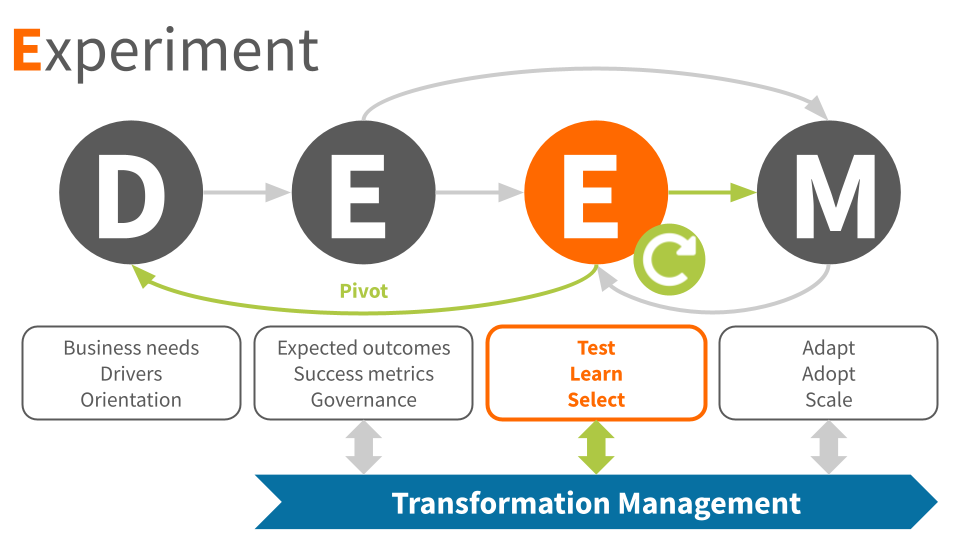 Experiment
D
E
E
M
Pivot
Business needs
Drivers
Orientation
Expected outcomes
Success metrics
Governance
Test
Learn
Select
Adapt
Adopt
Scale
Transformation Management